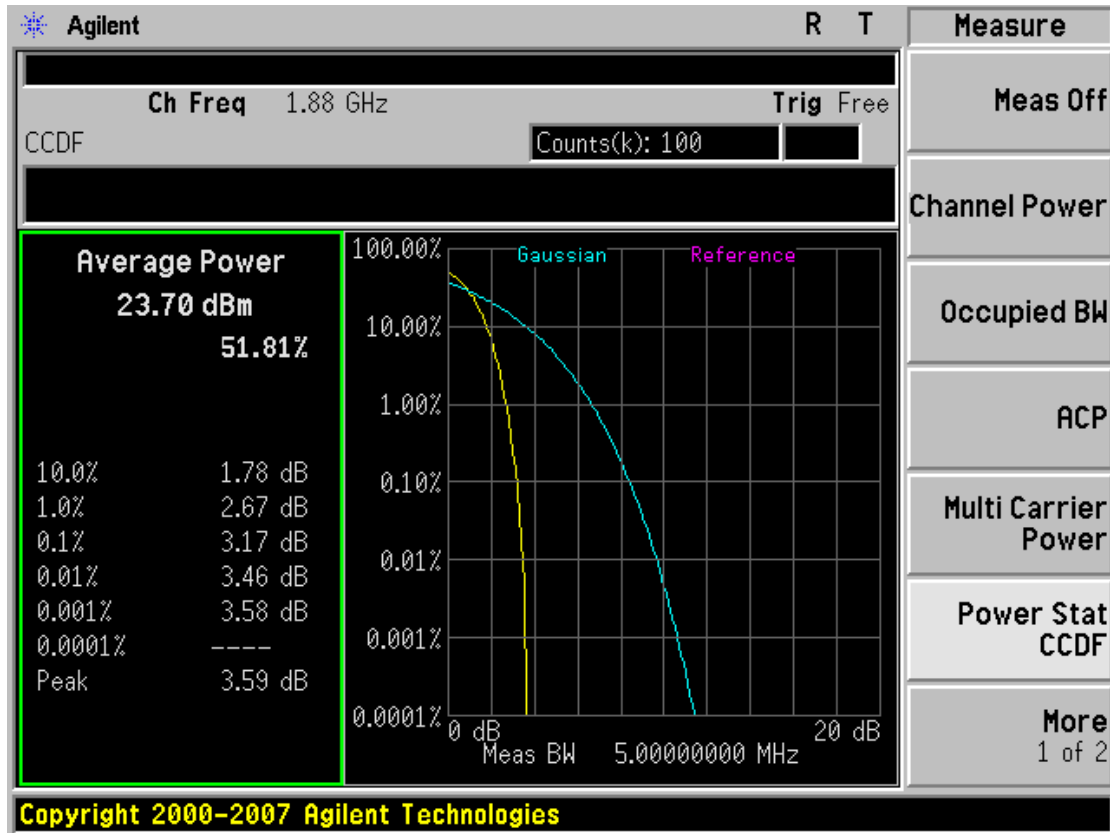 Agilent
R T
Ch Freq 1.88 GHz
Trig Free
CCDF
Counts(k): 100
Average Power
23.70 dBm
51.81%
10.0% 1.78 dB
1.0% 2.67 dB
0.1% 3.17 dB
0.01% 3.46 dB
0.001% 3.58 dB
0.0001% ----
Peak 3.59 dB
Gaussian
Reference
100.00%
10.00%
1.00%
0.10%
0.01%
0.001%
0.0001%
0 dB
20 dB
Meas BW 5.00000000 MHz
Measure
Meas Off
Channel Power
Occupied BW
ACP
Multi Carrier
Power
Power Stat
CCDF
More
1 of 2
Copyright 2000-2007 Agilent Technologies